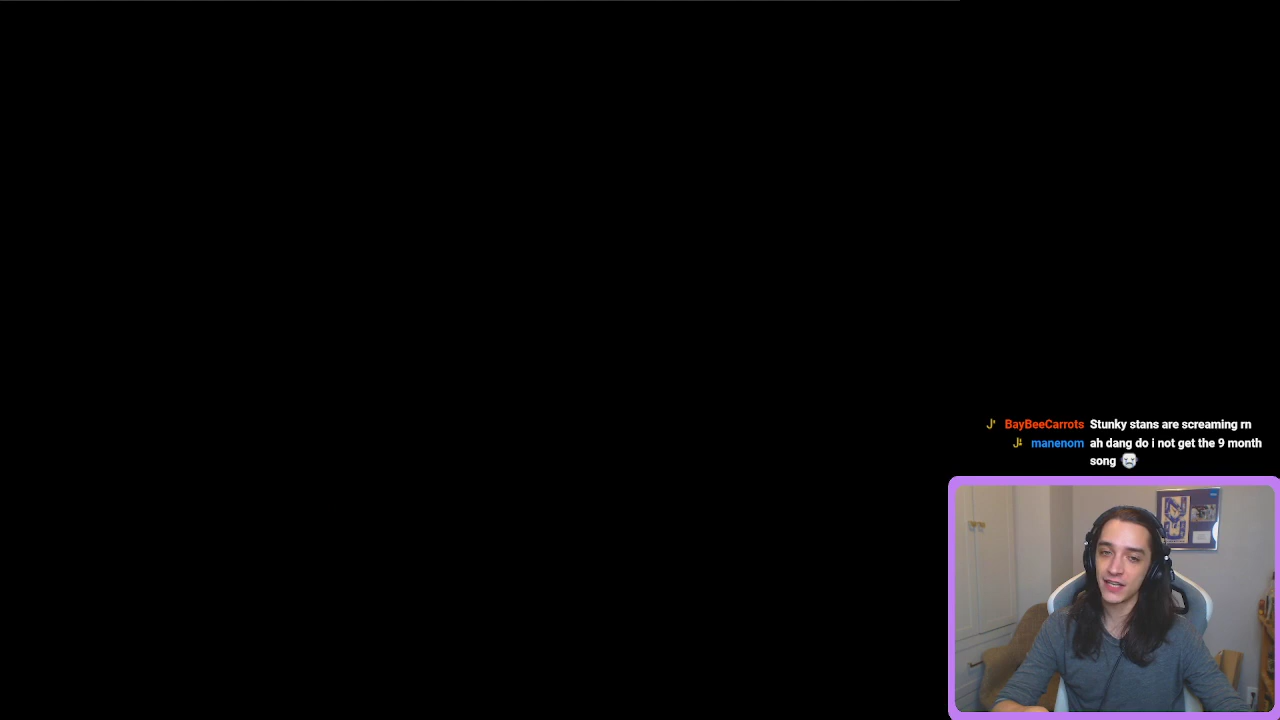 BayBeeCarrots Stunky stans are screaming rn
manenom ah dang do i not get the 9 month
song